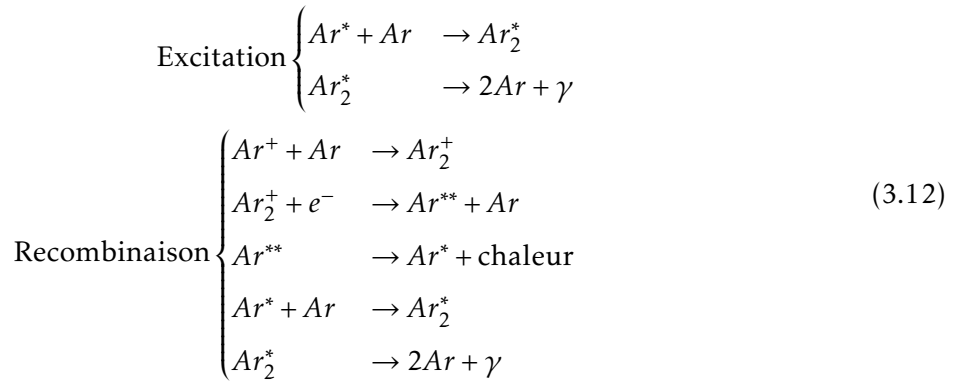 Excitation { Ar* + Ar → Ar₂*
Ar₂* → 2Ar + γ
Recombinaison { Ar⁺ + Ar → Ar₂⁺
Ar₂⁺ + e⁻ → Ar** + Ar
Ar** → Ar* + chaleur
Ar* + Ar → Ar₂*
Ar₂* → 2Ar + γ
(3.12)